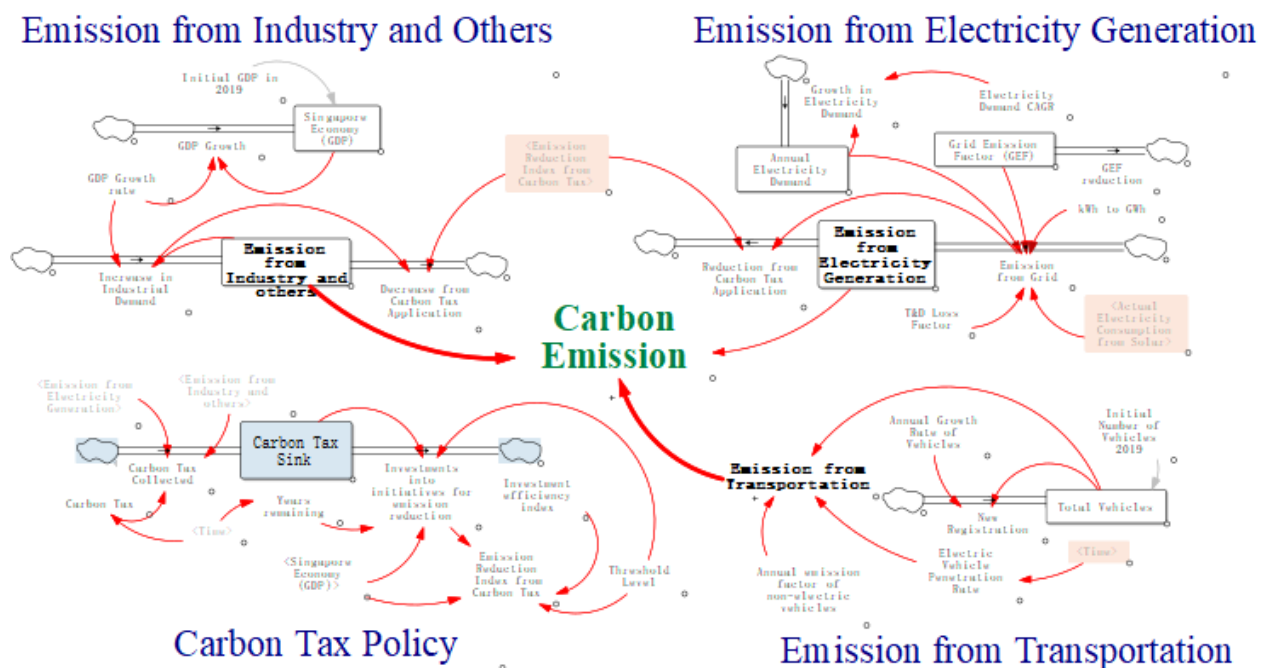 Emission from Industry and Others
Emission from Electricity Generation
Initial GDP in
2019
Singapore
Economy
(GDP)
GDP Growth
GDP Growth
rate
<Emission
Reduction
Index from
Carbon Tax>
Increase in
Industrial
Demand
Emission
from
Industry and
others
Decrease from
Carbon Tax
Application
Growth in
Electricity
Demand
Electricity
Demand CAGR
Annual
Electricity
Demand
Grid Emission
Factor (GEF)
GEF
reduction
kWh to GWh
Reduction from
Carbon Tax
Application
Emission
from
Electricity
Generation
Emission
from Grid
T&D Loss
Factor
<Actual
Electricity
Consumption
from Solar>
Carbon
Emission
<Emission from
Electricity
Generation>
<Emission from
Industry and
others>
Carbon Tax
Sink
Carbon Tax
Collected
Carbon Tax
<Time>
Years
remaining
Investments
into
initiatives for
emission
reduction
Investment
efficiency
index
<Singapore
Economy
(GDP)>
Emission
Reduction
Index from
Carbon Tax
Threshold
Level
Carbon Tax Policy
Annual Growth
Rate of
Vehicles
Initial
Number of
Vehicles
2019
Emission from
Transportation
New
Registration
Total Vehicles
<Time>
Electric
Vehicle
Penetration
Rate
Annual emission
factor of
non-electric
vehicles
Emission from Transportation